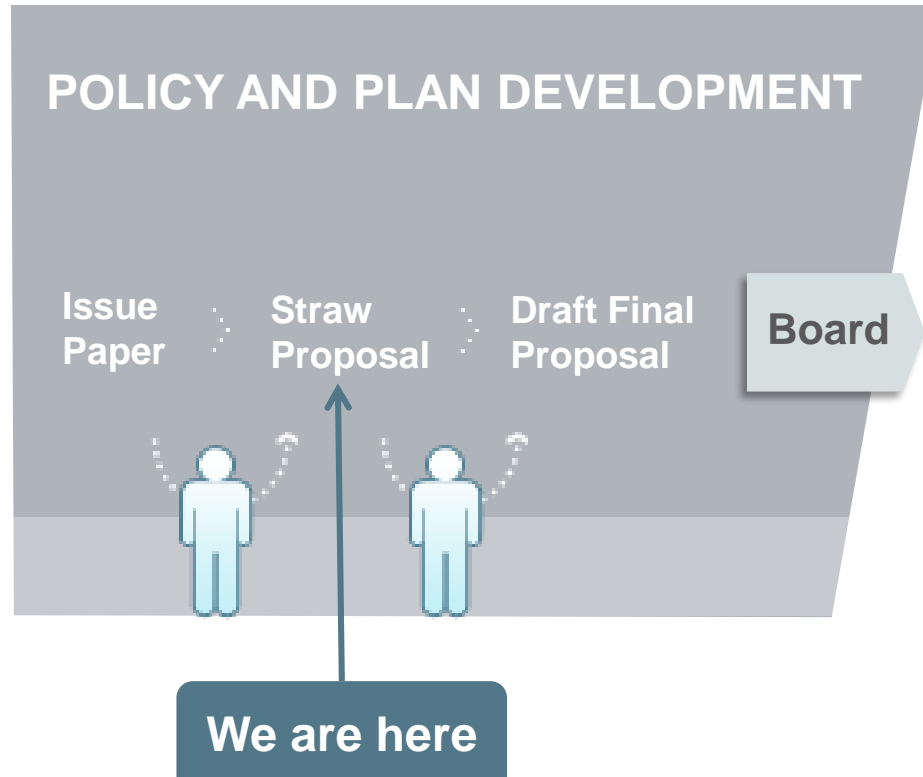 POLICY AND PLAN DEVELOPMENT
Issue
Paper
Straw
Proposal
Draft Final
Proposal
Board
We are here